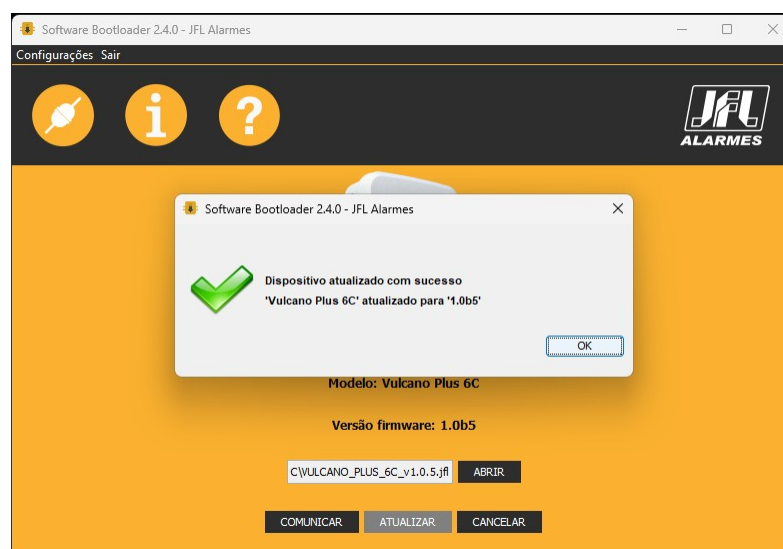 Software Bootloader 2.4.0 - JFL Alarmes
Configurações Sair
i ?
JFL
ALARMES
Software Bootloader 2.4.0 - JFL Alarmes
Dispositivo atualizado com sucesso
'Vulcano Plus 6C' atualizado para '1.0b5'
OK
Modelo: Vulcano Plus 6C
Versão firmware: 1.0b5
C\VULCANO_PLUS_6C_v1.0.5.jfl ABRIR
COMUNICAR ATUALIZAR CANCELAR